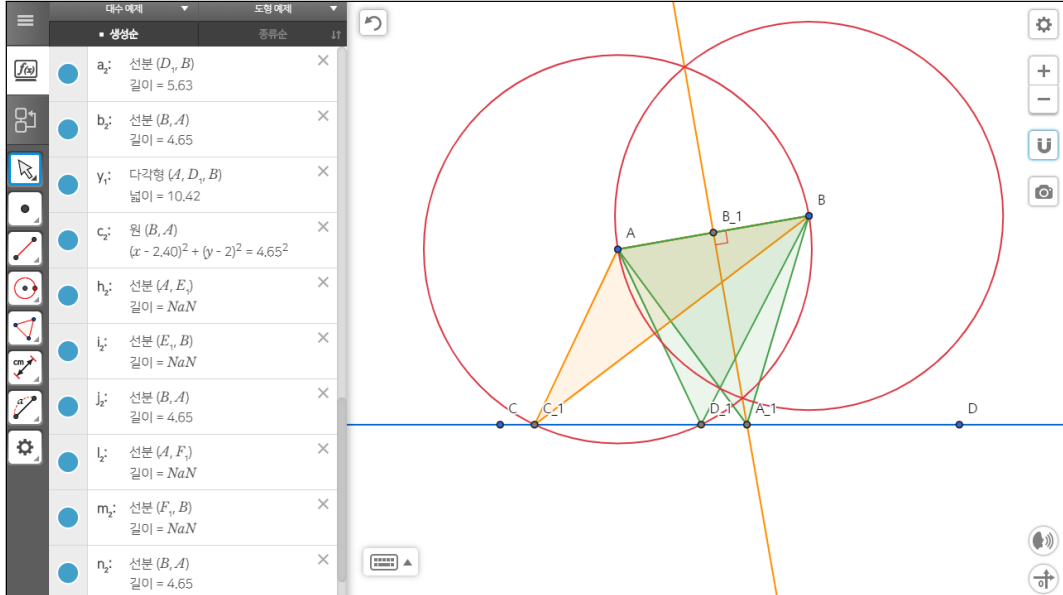 대수 예제 ▼ 도형 예제 ▼
▪ 생성순 종류순 ↓↑
f(x)
a₂: 선분 (D₁, B)
길이 = 5.63
b₂: 선분 (B, A)
길이 = 4.65
y₁: 다각형 (A, D₁, B)
넓이 = 10.42
c₂: 원 (B, A)
(x - 2.40)² + (y - 2)² = 4.65²
h₂: 선분 (A, E₁)
길이 = NaN
i₂: 선분 (E₁, B)
길이 = NaN
j₂: 선분 (B, A)
길이 = 4.65
l₂: 선분 (A, F₁)
길이 = NaN
m₂: 선분 (F₁, B)
길이 = NaN
n₂: 선분 (B, A)
길이 = 4.65
cm
α
B
B_1
A
C
C_1
D_1
A_1
D
0